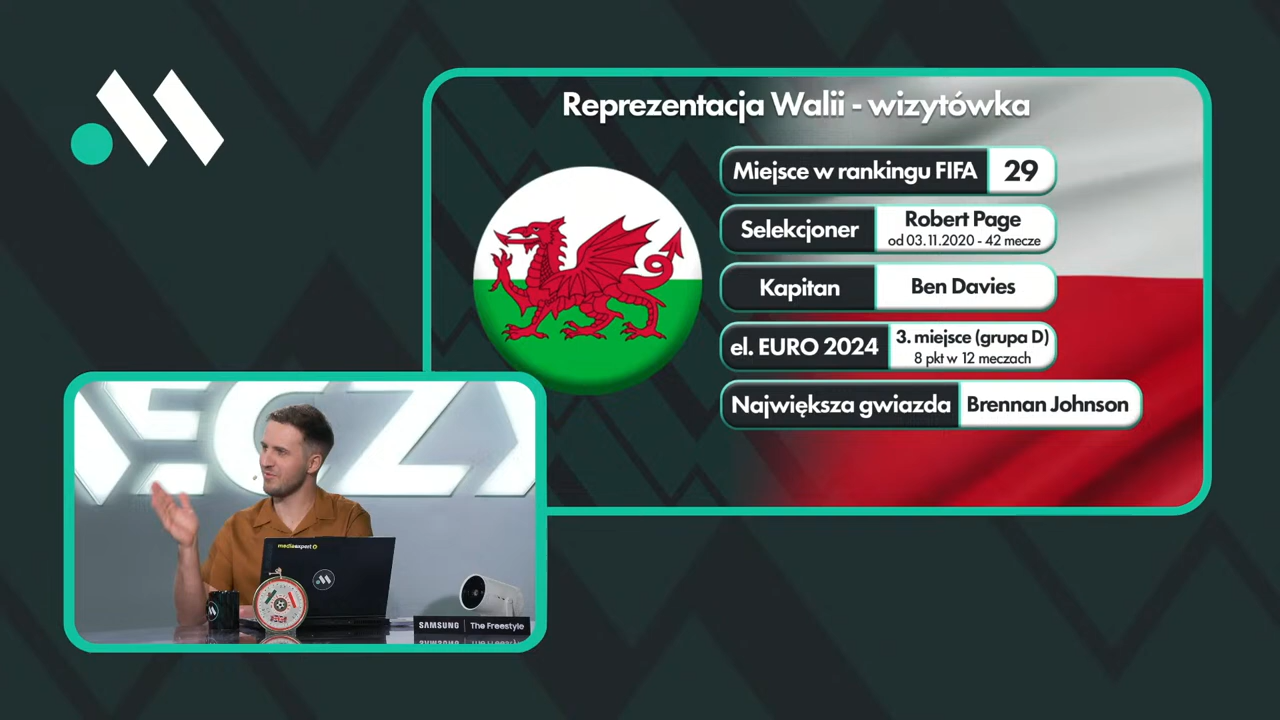 Reprezentacja Walii - wizytówka
Miejsce w rankingu FIFA 29
Selekcjoner Robert Page
od 03.11.2020 - 42 mecze
Kapitan Ben Davies
el. EURO 2024 3. miejsce (grupa D)
8 pkt w 12 meczach
Największa gwiazda Brennan Johnson
mediaexpert
SAMSUNG | The Freestyle